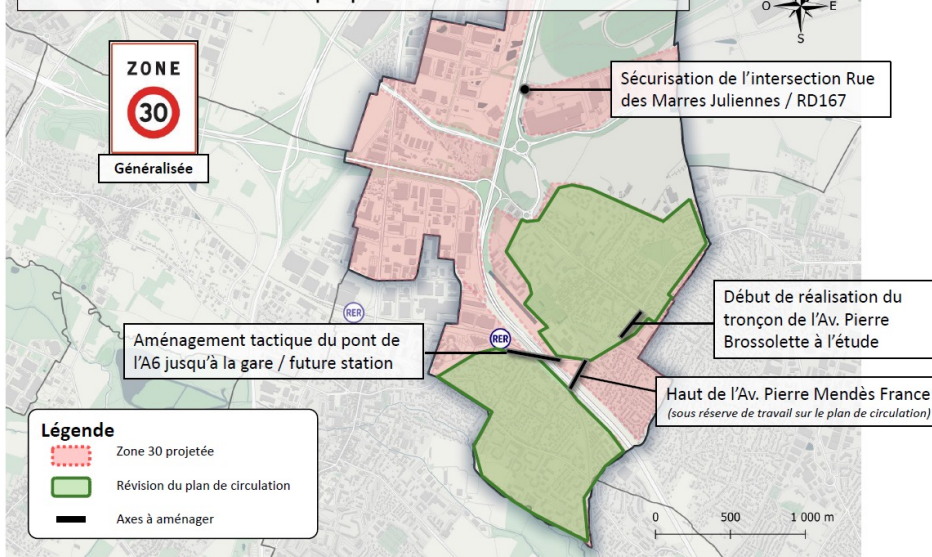 O
E
S
ZONE
30
Généralisée
Sécurisation de l'intersection Rue
des Marres Juliennes / RD167
RER
RER
Début de réalisation du
tronçon de l'Av. Pierre
Brossolette à l'étude
Aménagement tactique du pont de
l'A6 jusqu'à la gare / future station
Haut de l'Av. Pierre Mendès France
(sous réserve de travail sur le plan de circulation)
Légende
Zone 30 projetée
Révision du plan de circulation
Axes à aménager
0 500 1 000 m